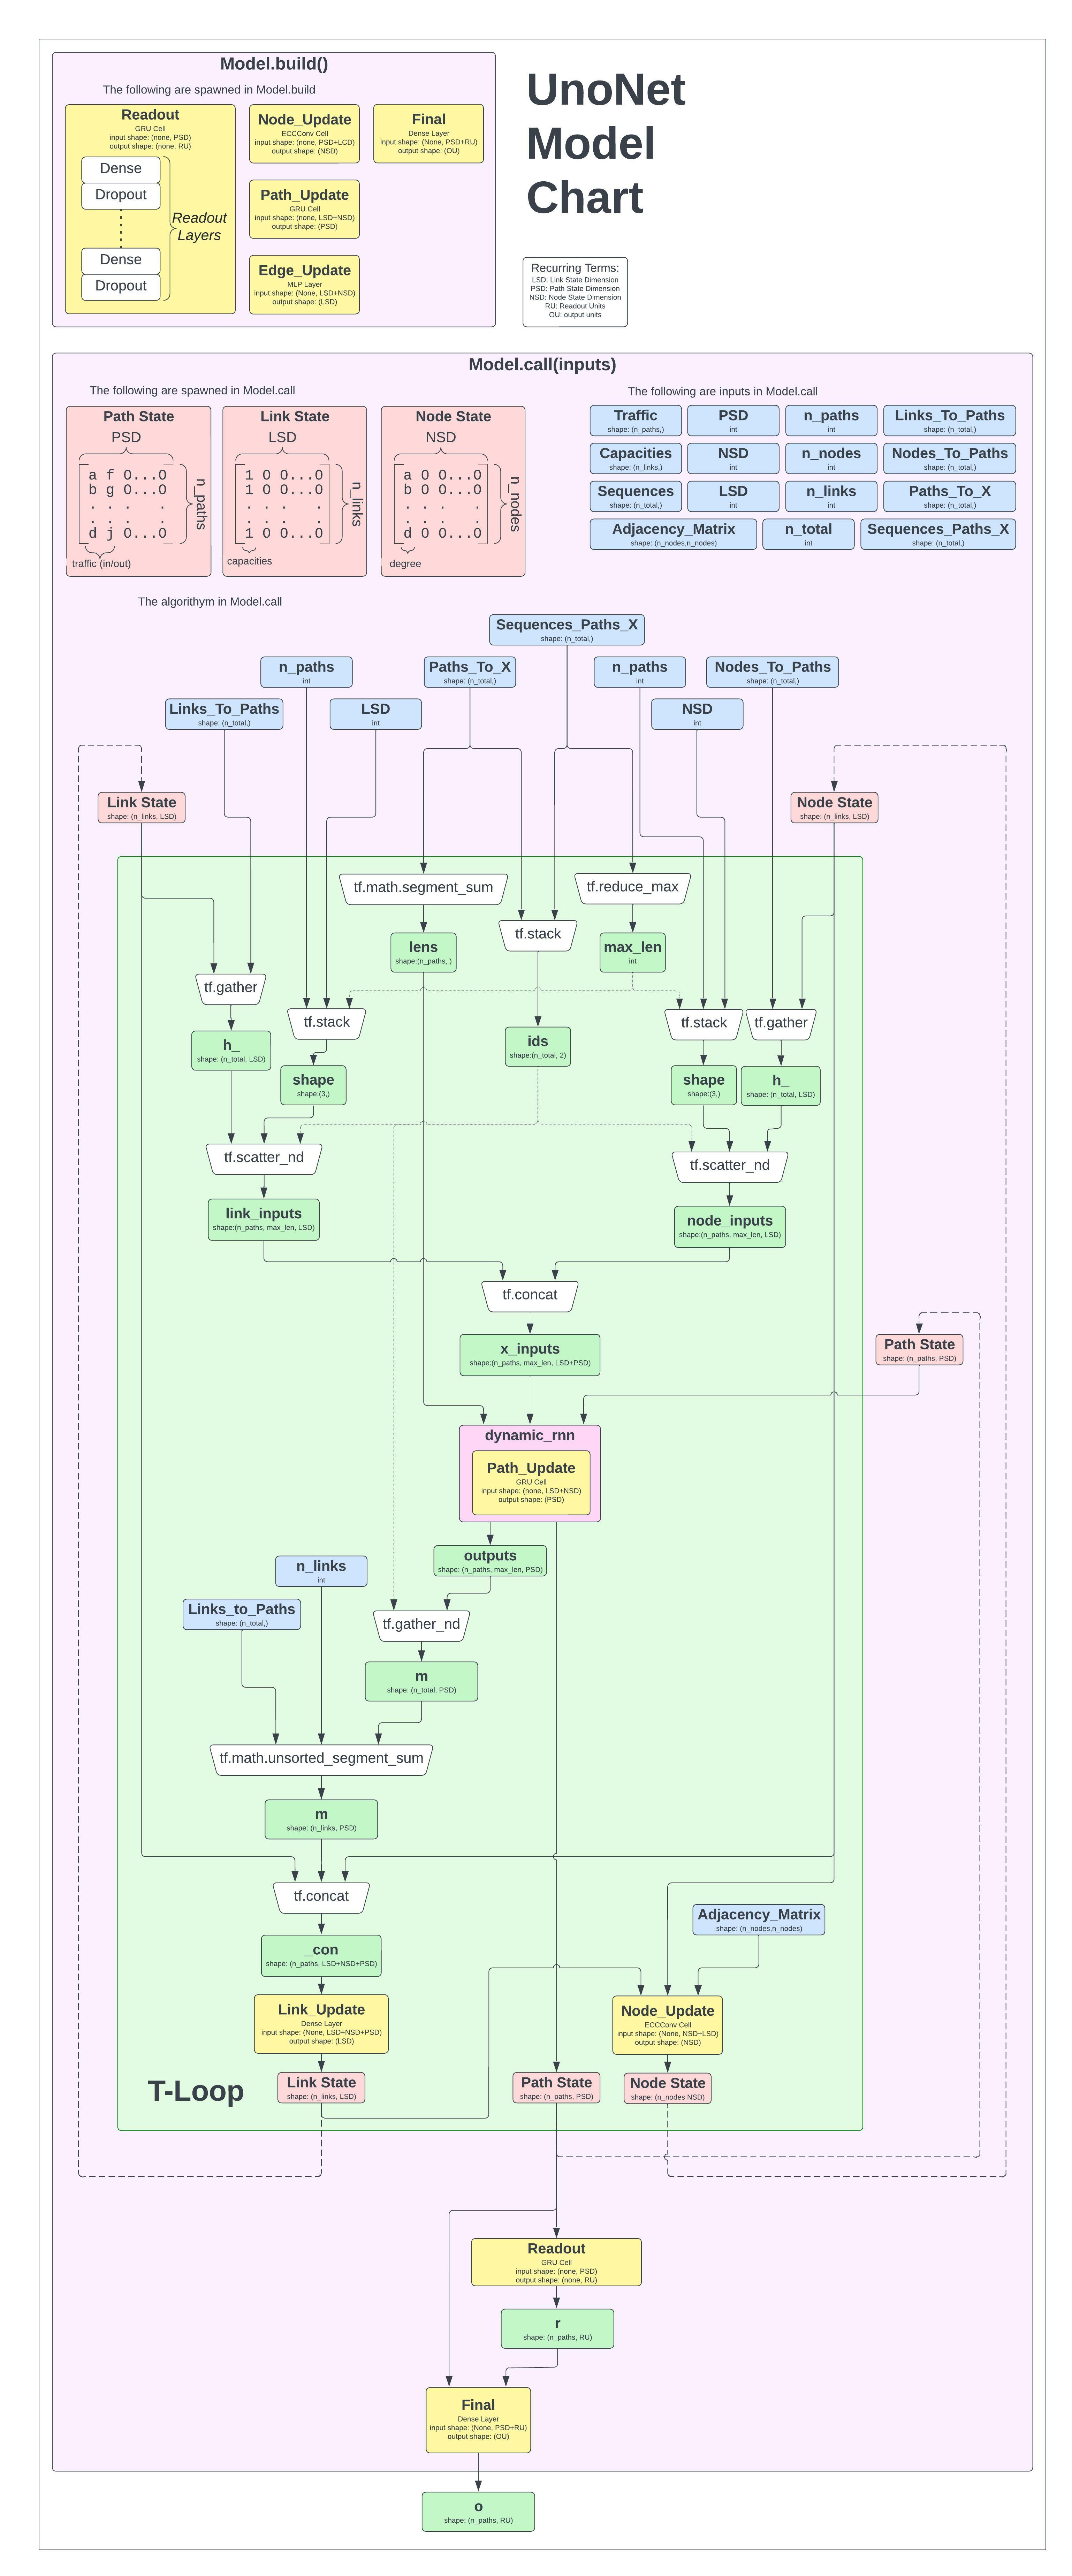 Model.build()
The following are spawned in Model.build
Readout
GRU Cell
input shape: (none, PSD)
output shape: (none, RU)
Dense
Dropout
Dense
Dropout
Readout
Layers
Node_Update
ECCConv Cell
input shape: (none, PSD+LCD)
output shape: (NSD)
Final
Dense Layer
input shape: (None, PSD+RU)
output shape: (OU)
Path_Update
GRU Cell
input shape: (none, LSD+NSD)
output shape: (PSD)
Edge_Update
MLP Layer
input shape: (None, LSD+NSD)
output shape: (LSD)
UnoNet
Model
Chart
Recurring Terms:
LSD: Link State Dimension
PSD: Path State Dimension
NSD: Node State Dimension
RU: Readout Units
OU: output units
Model.call(inputs)
The following are spawned in Model.call
Path State
PSD
a f 0...0
b g 0...0
. . . .
. . . .
d j 0...0
n_paths
traffic (in/out)
Link State
LSD
1 0 0...0
1 0 0...0
. . . .
. . . .
1 0 0...0
n_links
capacities
Node State
NSD
a 0 0...0
b 0 0...0
. . . .
. . . .
d 0 0...0
n_nodes
degree
The following are inputs in Model.call
Traffic
shape: (n_paths,)
PSD
int
n_paths
int
Links_To_Paths
shape: (n_total,)
Capacities
shape: (n_links,)
NSD
int
n_nodes
int
Nodes_To_Paths
shape: (n_total,)
Sequences
shape: (n_total,)
LSD
int
n_links
int
Paths_To_X
shape: (n_total,)
Adjacency_Matrix
shape: (n_nodes,n_nodes)
n_total
int
Sequences_Paths_X
shape: (n_total,)
The algorithym in Model.call
Sequences_Paths_X
shape: (n_total,)
n_paths
int
Paths_To_X
shape: (n_total,)
n_paths
int
Nodes_To_Paths
shape: (n_total,)
Links_To_Paths
shape: (n_total,)
LSD
int
NSD
int
Link State
shape: (n_links, LSD)
Node State
shape: (n_links, LSD)
tf.math.segment_sum
tf.reduce_max
tf.stack
lens
shape:(n_paths, )
max_len
int
tf.gather
tf.stack
tf.stack
tf.gather
h_
shape: (n_total, LSD)
ids
shape:(n_total, 2)
shape
shape:(3,)
shape
shape:(3,)
h_
shape: (n_total, LSD)
tf.scatter_nd
tf.scatter_nd
link_inputs
shape:(n_paths, max_len, LSD)
node_inputs
shape:(n_paths, max_len, LSD)
tf.concat
x_inputs
shape:(n_paths, max_len, LSD+PSD)
Path State
shape: (n_paths, PSD)
dynamic_rnn
Path_Update
GRU Cell
input shape: (none, LSD+NSD)
output shape: (PSD)
outputs
shape: (n_paths, max_len, PSD)
n_links
int
Links_to_Paths
shape: (n_total,)
tf.gather_nd
m
shape: (n_total, PSD)
tf.math.unsorted_segment_sum
m
shape: (n_links, PSD)
tf.concat
Adjacency_Matrix
shape: (n_nodes,n_nodes)
_con
shape: (n_paths, LSD+NSD+PSD)
Link_Update
Dense Layer
input shape: (None, LSD+NSD+PSD)
output shape: (LSD)
Node_Update
ECCConv Cell
input shape: (None, NSD+LSD)
output shape: (NSD)
T-Loop
Link State
shape: (n_links, LSD)
Path State
shape: (n_paths, PSD)
Node State
shape: (n_nodes NSD)
Readout
GRU Cell
input shape: (none, PSD)
output shape: (none, RU)
r
shape: (n_paths, RU)
Final
Dense Layer
input shape: (None, PSD+RU)
output shape: (OU)
o
shape: (n_paths, RU)